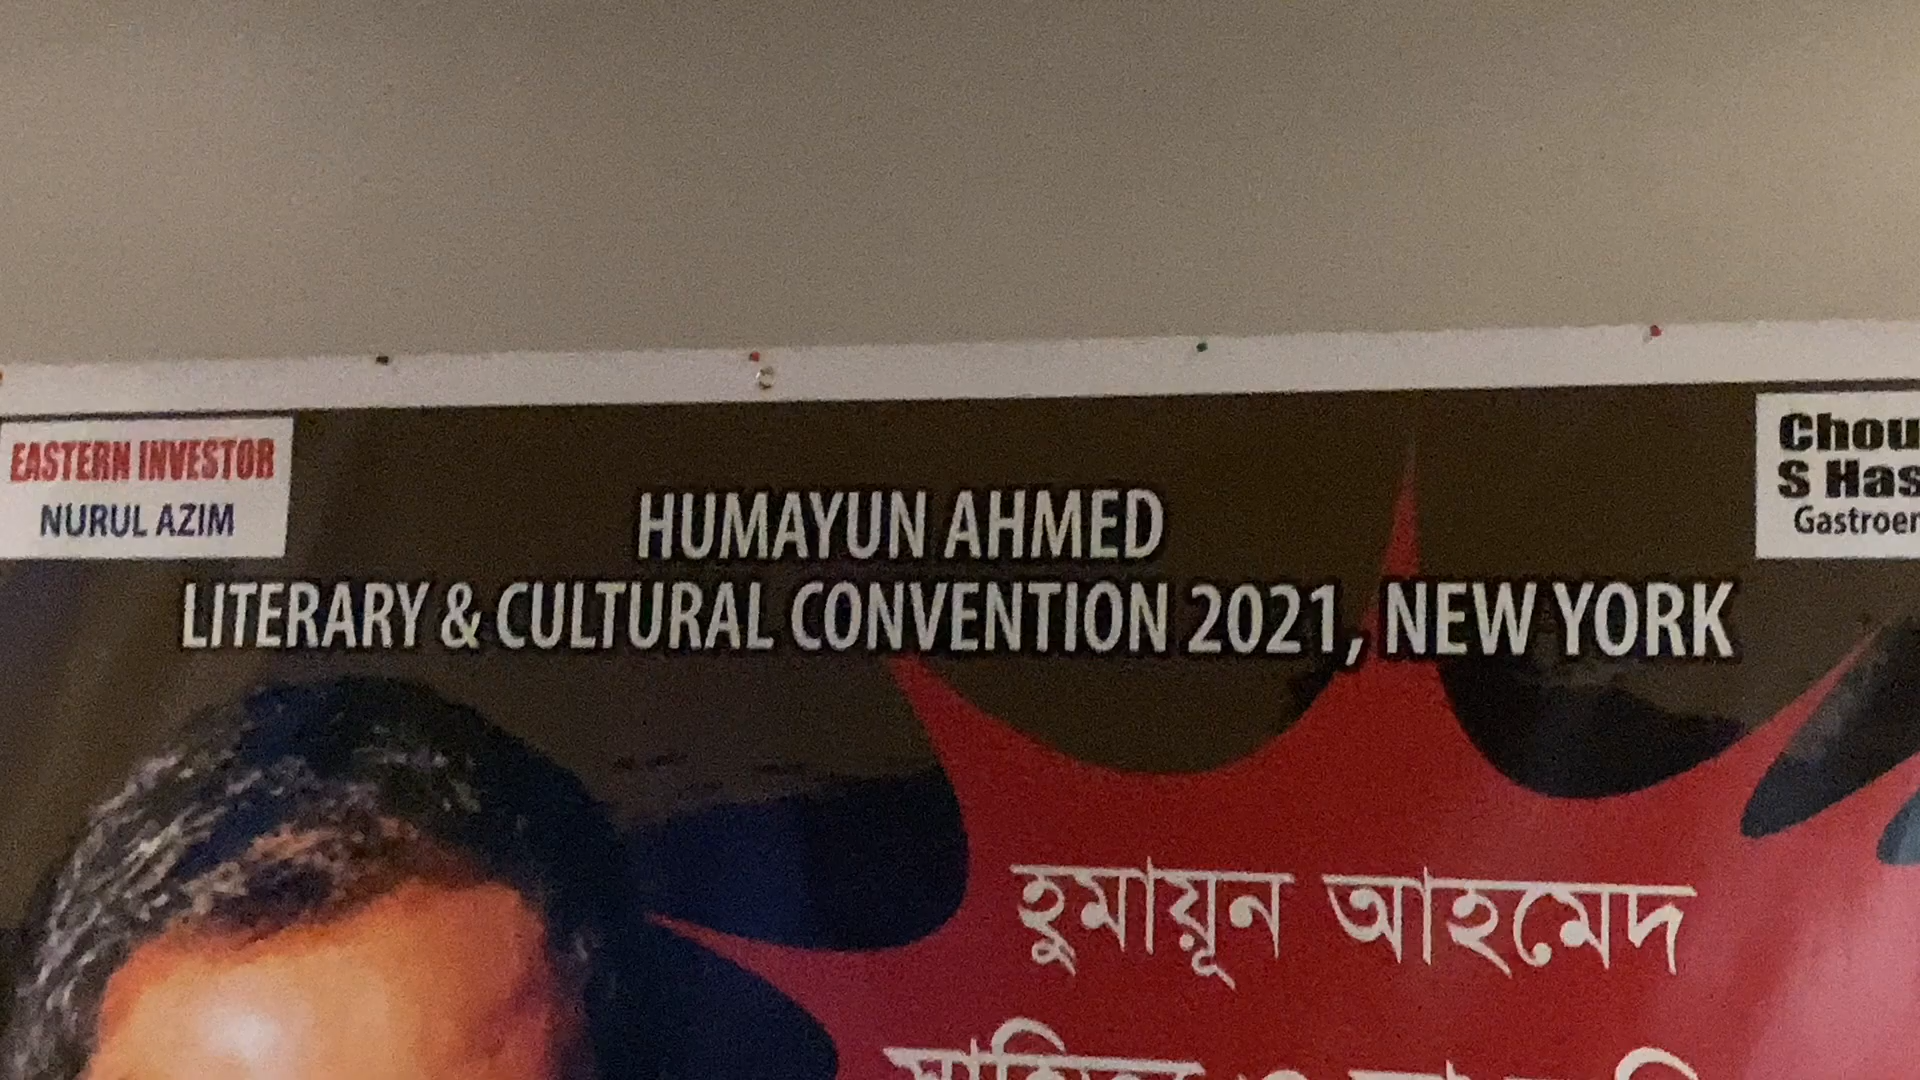 EASTERN INVESTOR
NURUL AZIM
HUMAYUN AHMED
LITERARY & CULTURAL CONVENTION 2021, NEW YORK
S
হুমায়ূন আহমেদ